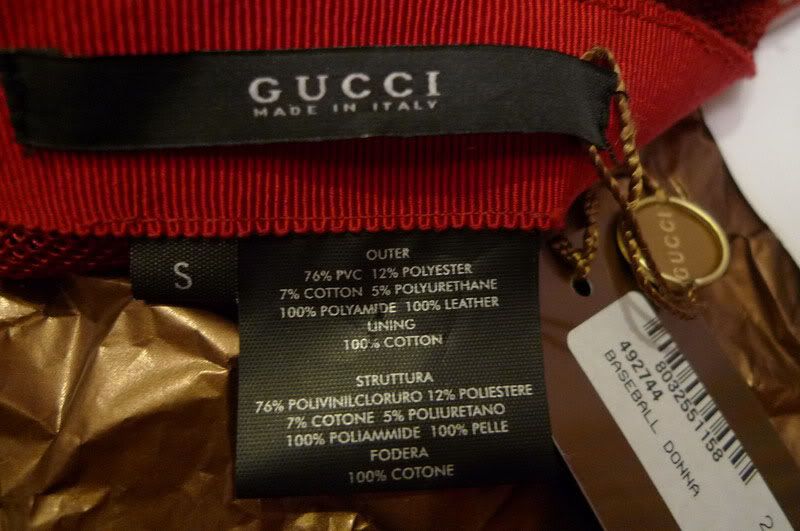 GUCCI
MADE IN ITALY
S
OUTER
76% PVC 12% POLYESTER
7% COTTON 5% POLYURETHANE
100% POLYAMIDE 100% LEATHER
LINING
100% COTTON
STRUTTURA
76% POLIVINILCLORURO 12% POLIESTERE
7% COTONE 5% POLIURETANO
100% POLIAMMIDE 100% PELLE
FODERA
100% COTONE
GUCCI
8032551158
492744
BASEBALL DONNA
2